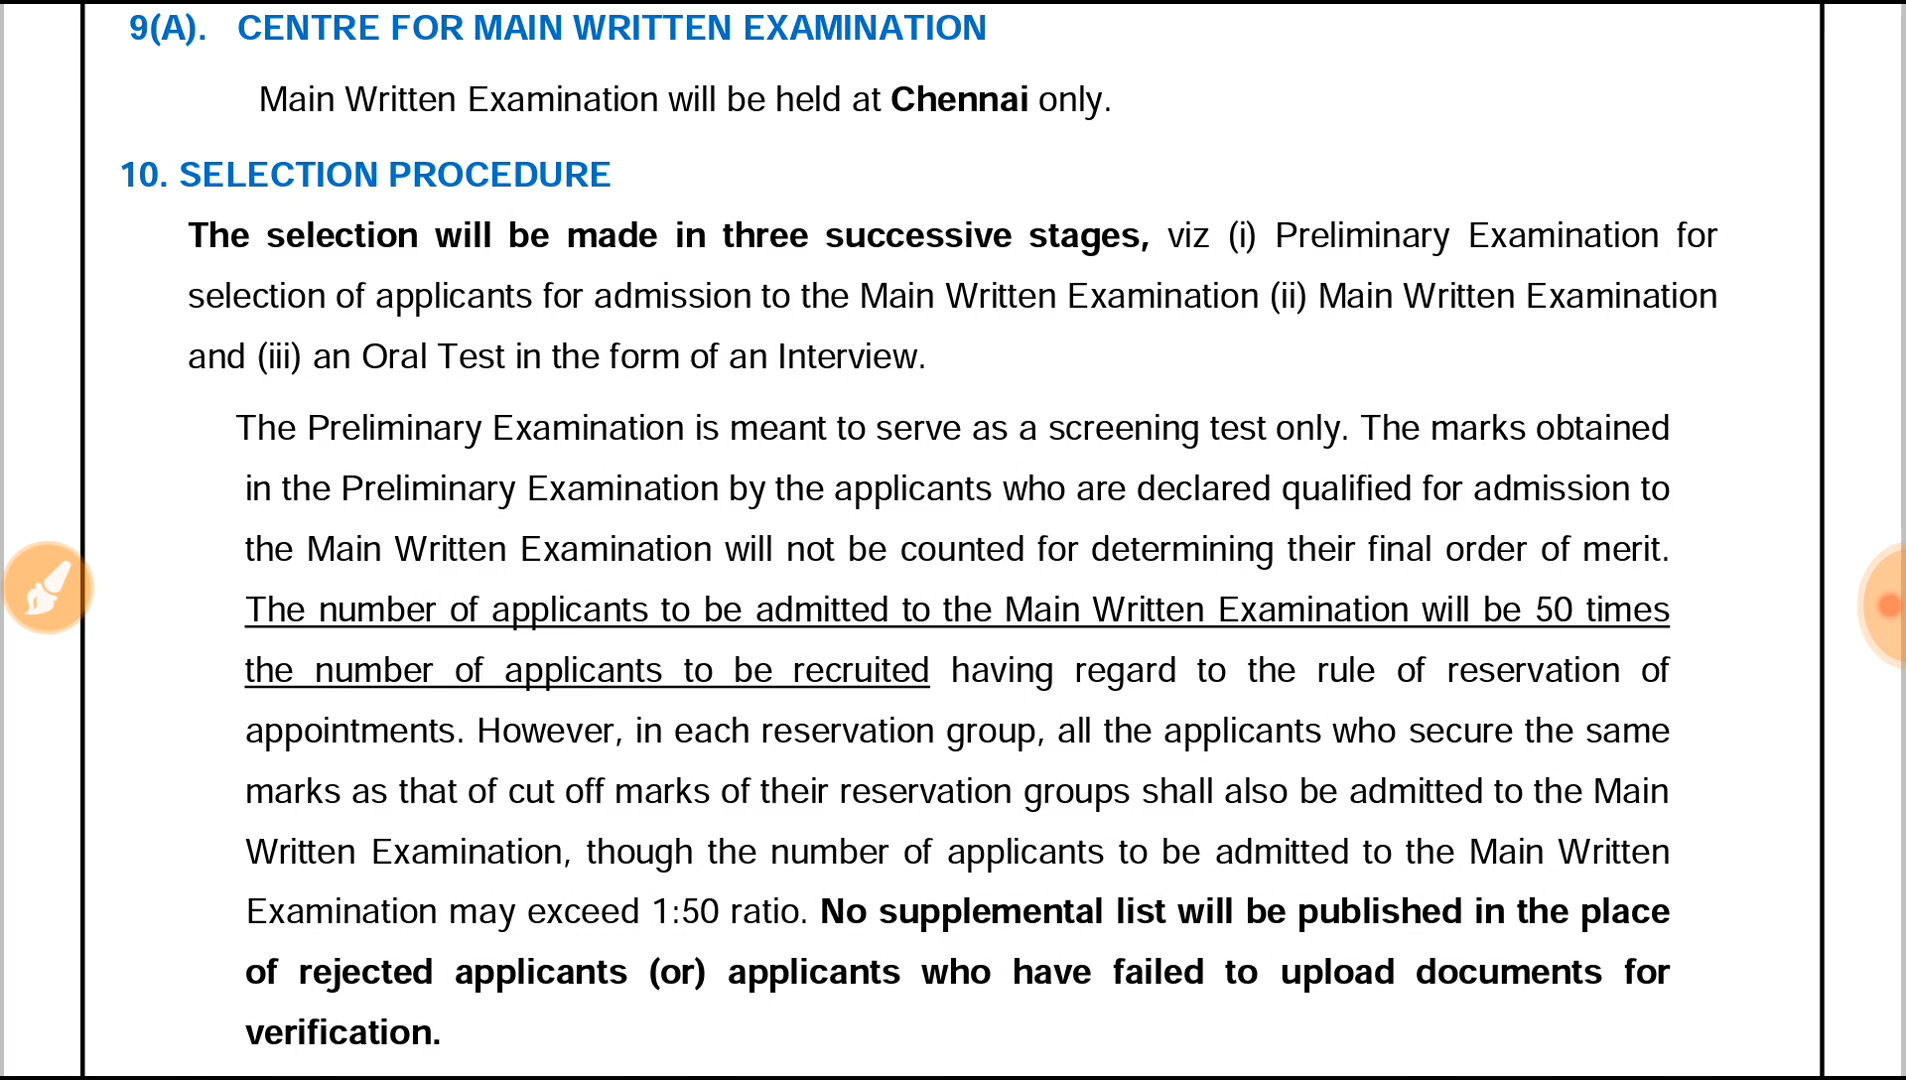 9(A). CENTRE FOR MAIN WRITTEN EXAMINATION
Main Written Examination will be held at Chennai only.
10. SELECTION PROCEDURE
The selection will be made in three successive stages, viz (i) Preliminary Examination for
selection of applicants for admission to the Main Written Examination (ii) Main Written Examination
and (iii) an Oral Test in the form of an Interview.
The Preliminary Examination is meant to serve as a screening test only. The marks obtained
in the Preliminary Examination by the applicants who are declared qualified for admission to
the Main Written Examination will not be counted for determining their final order of merit.
The number of applicants to be admitted to the Main Written Examination will be 50 times
the number of applicants to be recruited having regard to the rule of reservation of
appointments. However, in each reservation group, all the applicants who secure the same
marks as that of cut off marks of their reservation groups shall also be admitted to the Main
Written Examination, though the number of applicants to be admitted to the Main Written
Examination may exceed 1:50 ratio. No supplemental list will be published in the place
of rejected applicants (or) applicants who have failed to upload documents for
verification.